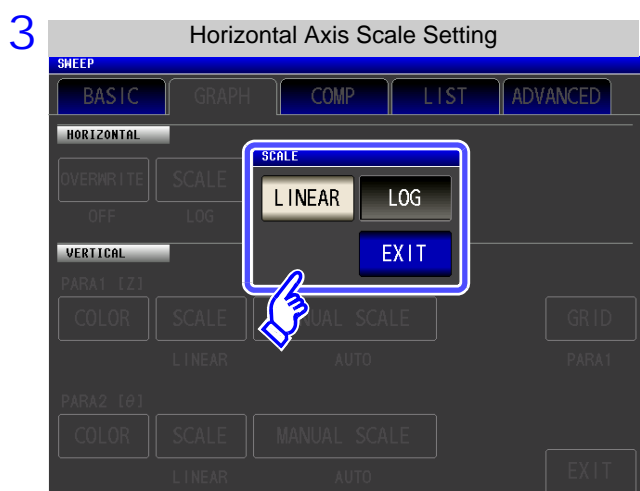 3
Horizontal Axis Scale Setting
SWEEP
BASIC GRAPH COMP LIST ADVANCED
HORIZONTAL
OVERWRITE SCALE
OFF LOG
SCALE
LINEAR LOG
EXIT
VERTICAL
PARA1 [Z]
COLOR SCALE UAL SCALE GRID
LINEAR AUTO PARA1
PARA2 [θ]
COLOR SCALE MANUAL SCALE
LINEAR AUTO EXIT